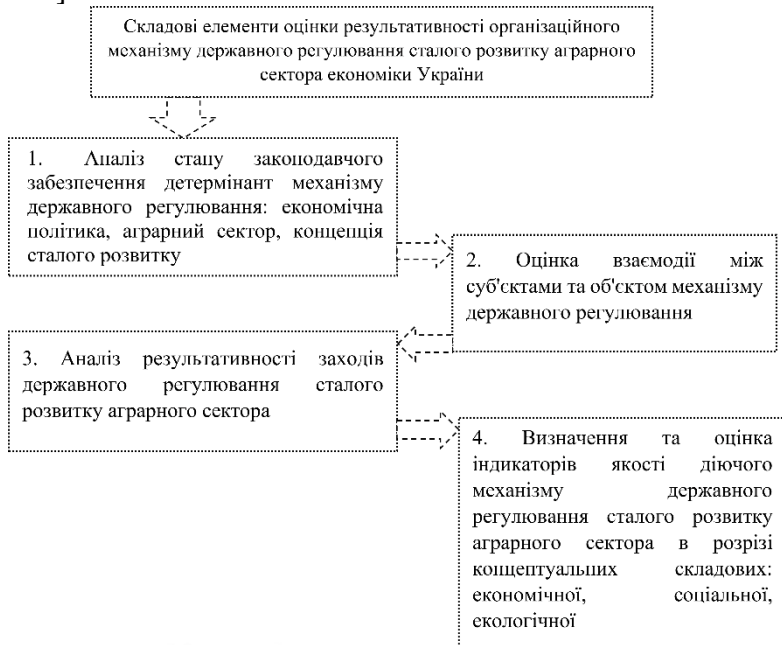 ]
Складові елементи оцінки результативності організаційного
механізму державного регулювання сталого розвитку аграрного
сектора економіки України
1. Аналіз стану законодавчого
забезпечення детермінант механізму
державного регулювання: економічна
політика, аграрний сектор, концепція
сталого розвитку
2. Оцінка взаємодії між
суб'єктами та об'єктом механізму
державного регулювання
3. Аналіз результативності заходів
державного регулювання сталого
розвитку аграрного сектора
4. Визначення та оцінка
індикаторів якості діючого
механізму державного
регулювання сталого розвитку
аграрного сектора в розрізі
концептуальних складових:
економічної, соціальної,
екологічної